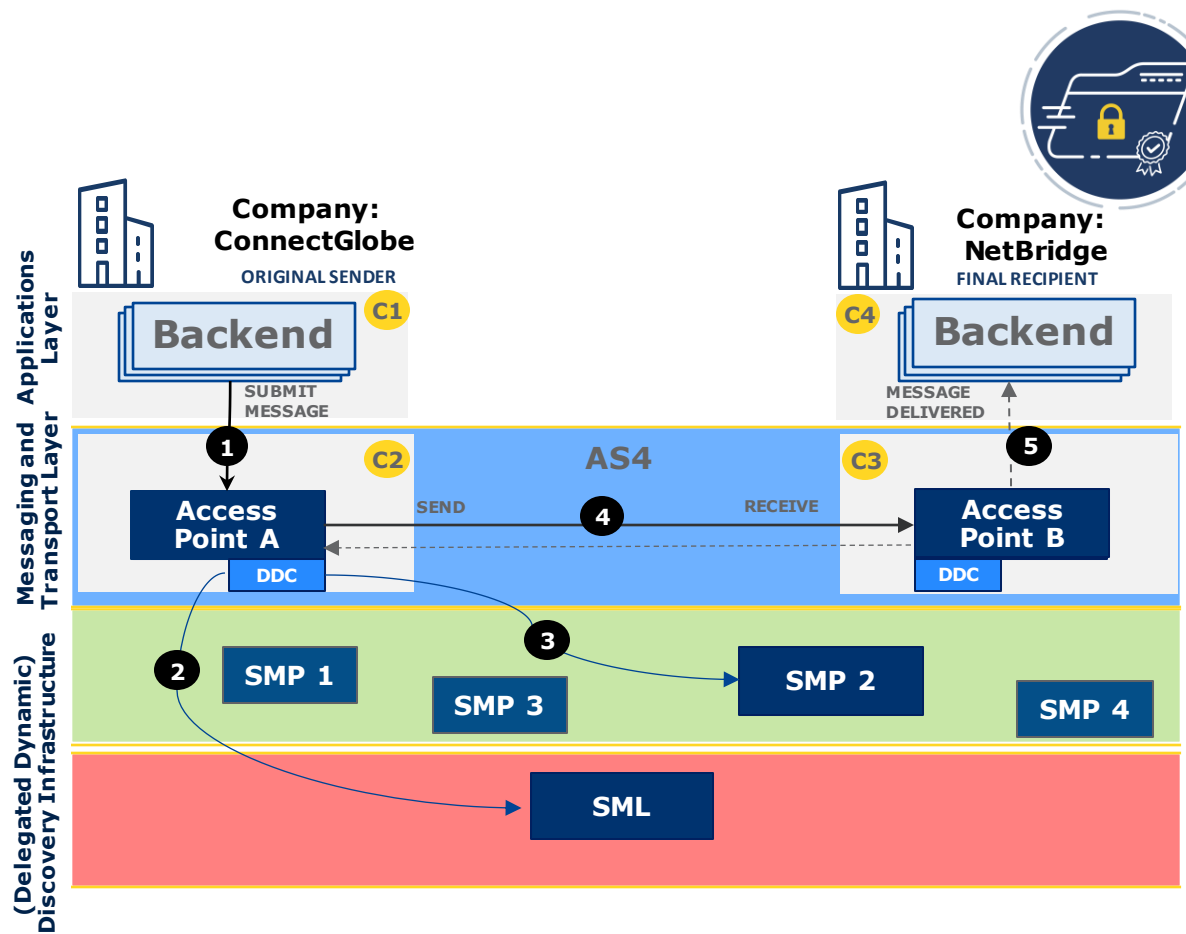 Company:
ConnectGlobe
ORIGINAL SENDER
Company:
NetBridge
FINAL RECIPIENT
Applications
Layer
Backend
C1
SUBMIT
MESSAGE
C4
Backend
MESSAGE
DELIVERED
Messaging and
Transport Layer
1
C2
AS4
C3
5
Access
Point A
DDC
SEND
4
RECEIVE
Access
Point B
DDC
(Delegated Dynamic)
Discovery Infrastructure
2
3
SMP 1
SMP 3
SMP 2
SMP 4
SML